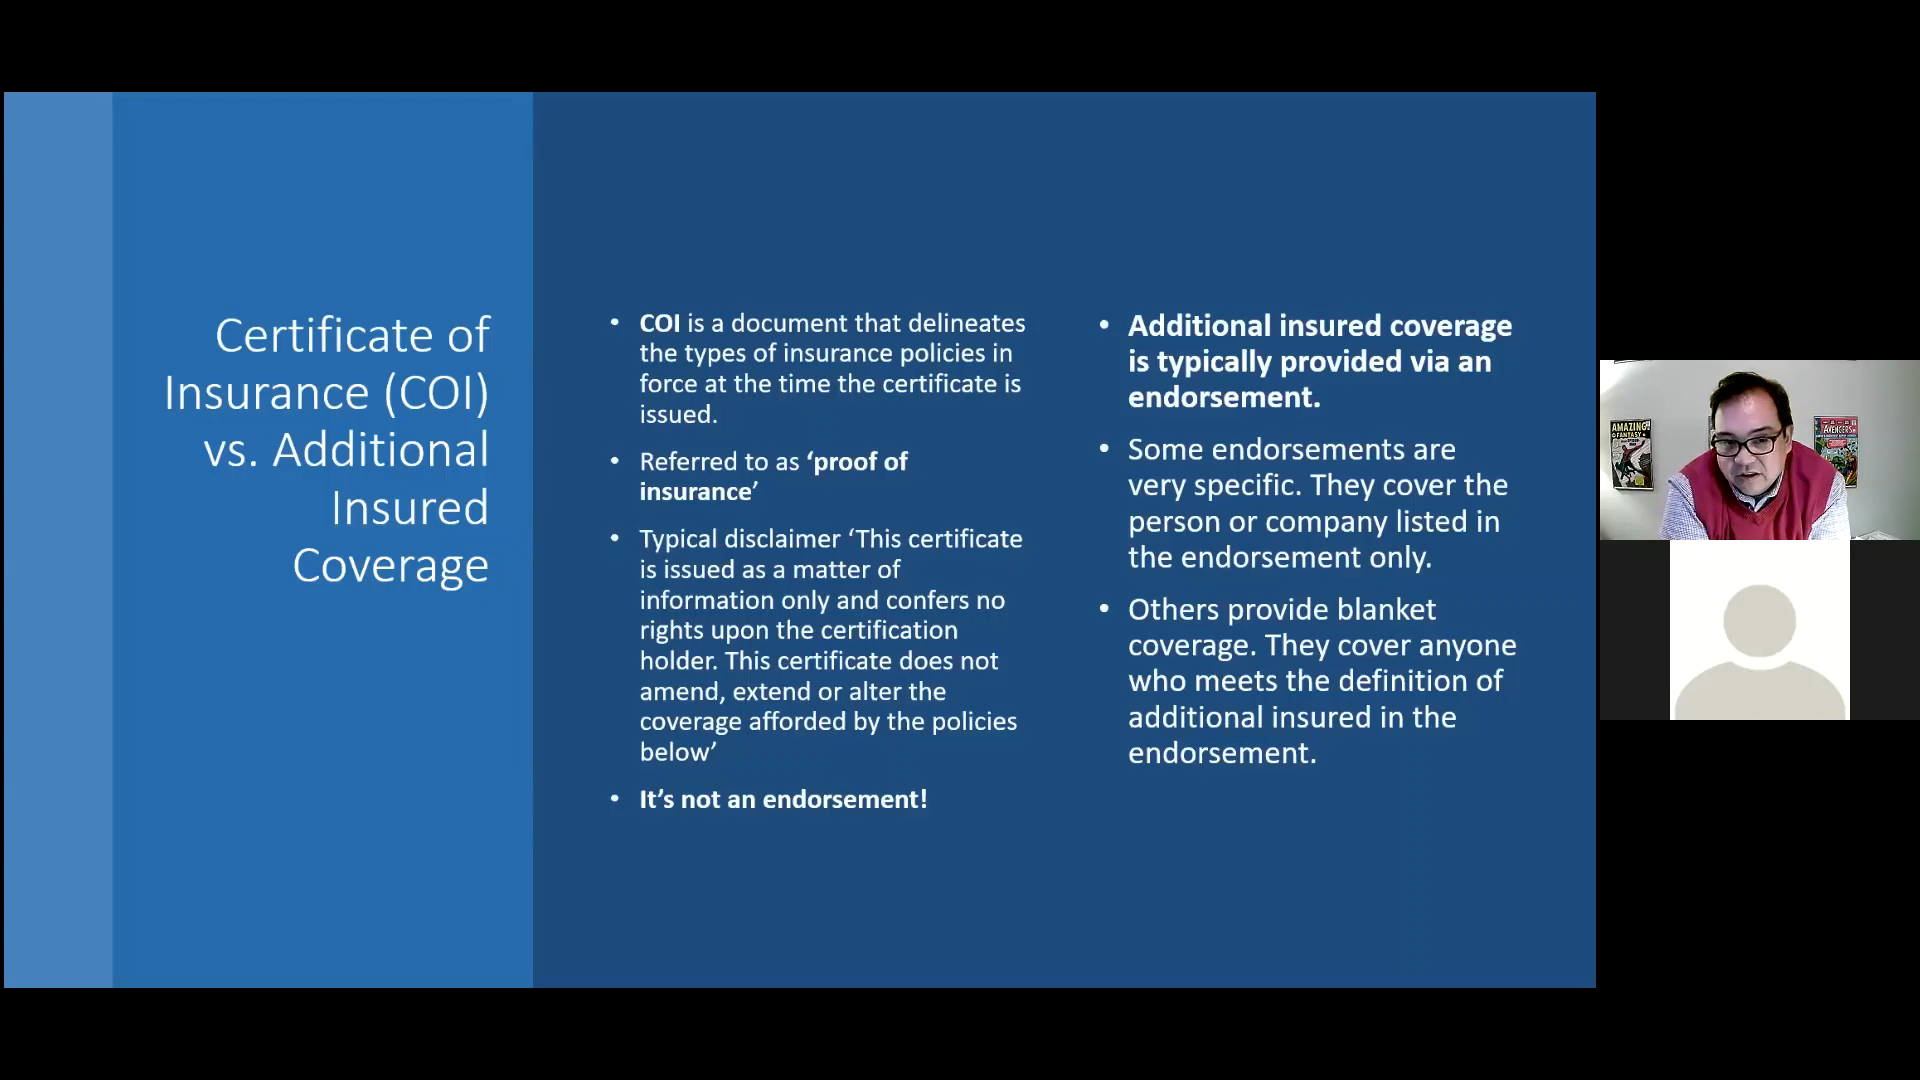 Certificate of
Insurance (COI)
vs. Additional
Insured
Coverage
• COI is a document that delineates
the types of insurance policies in
force at the time the certificate is
issued.
• Referred to as ‘proof of
insurance’
• Typical disclaimer ‘This certificate
is issued as a matter of
information only and confers no
rights upon the certification
holder. This certificate does not
amend, extend or alter the
coverage afforded by the policies
below’
• It’s not an endorsement!
• Additional insured coverage
is typically provided via an
endorsement.
• Some endorsements are
very specific. They cover the
person or company listed in
the endorsement only.
• Others provide blanket
coverage. They cover anyone
who meets the definition of
additional insured in the
endorsement.
AMAZING
FANTASY
AVENGERS